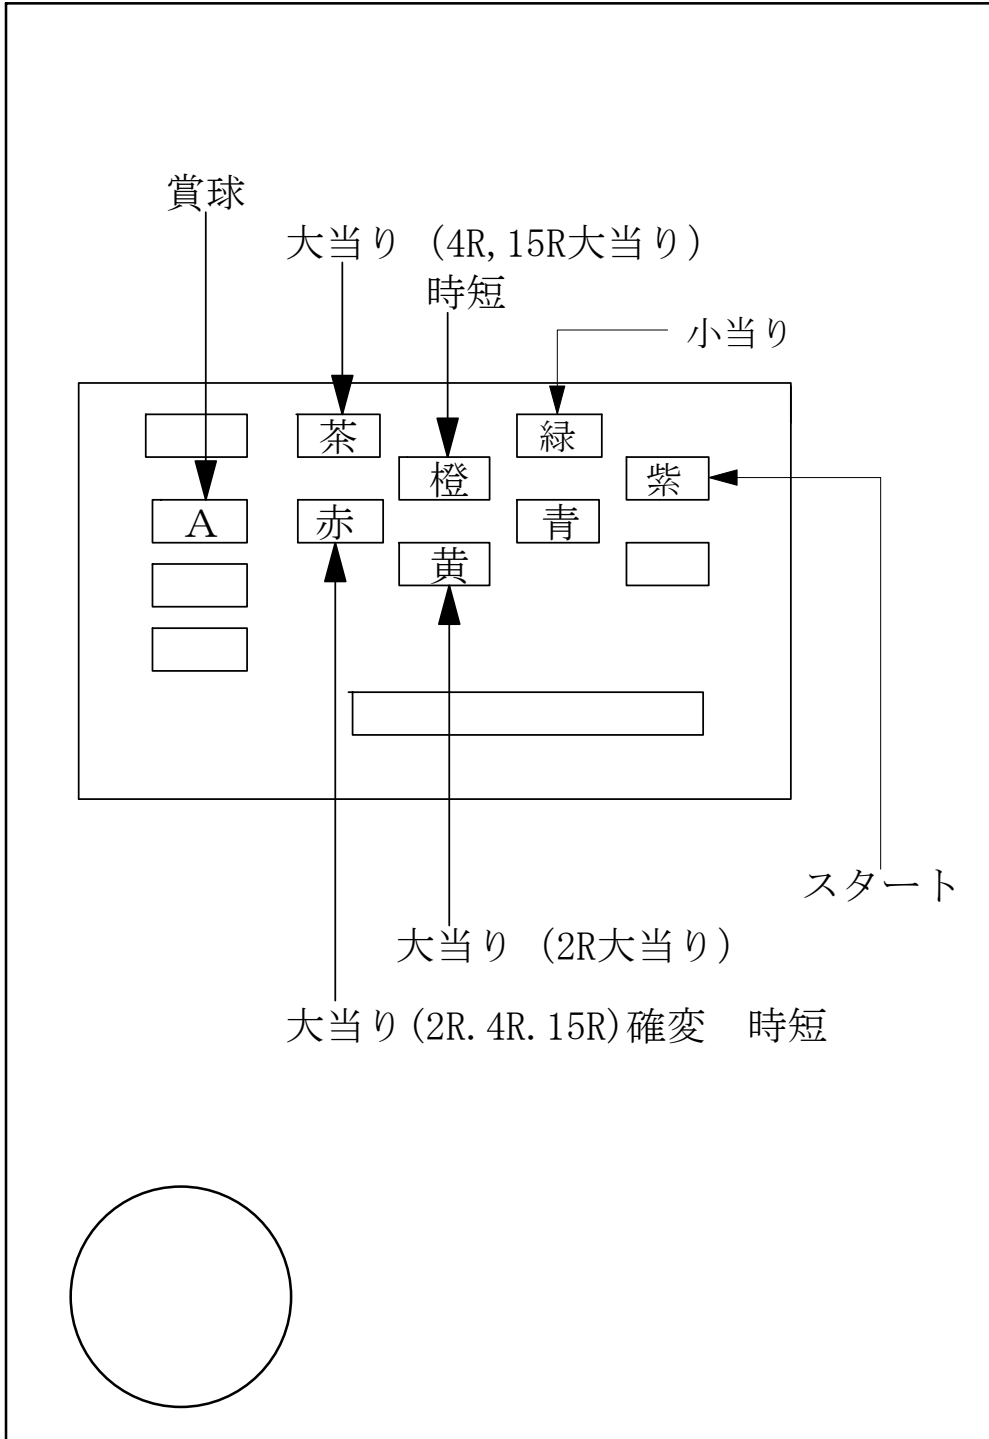 賞球
大当り (4R,15R大当り)
時短
小当り
茶
緑
橙
紫
A
赤
青
黄
スタート
大当り (2R大当り)
大当り(2R.4R.15R)確変　時短